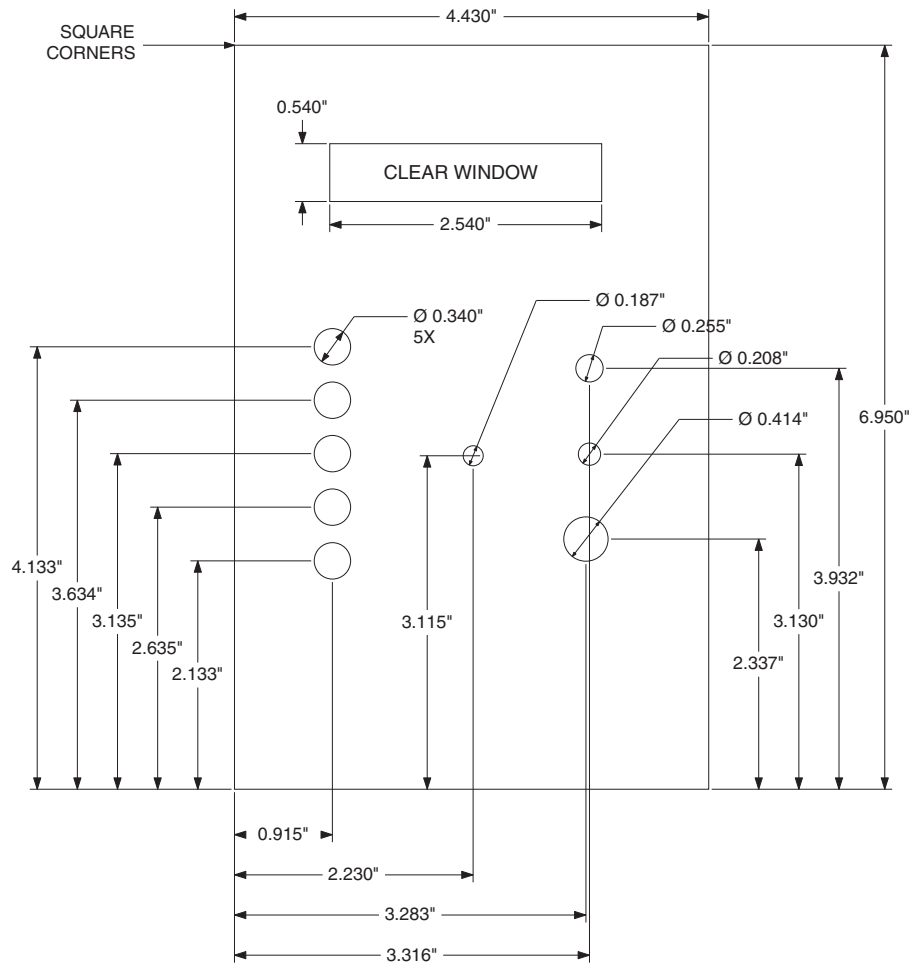 4.430"
SQUARE
CORNERS
0.540"
CLEAR WINDOW
2.540"
Ø 0.187"
Ø 0.340"
5X
Ø 0.255"
Ø 0.208"
Ø 0.414"
6.950"
4.133"
3.634"
3.135"
2.635"
2.133"
3.115"
3.932"
3.130"
2.337"
0.915"
2.230"
3.283"
3.316"